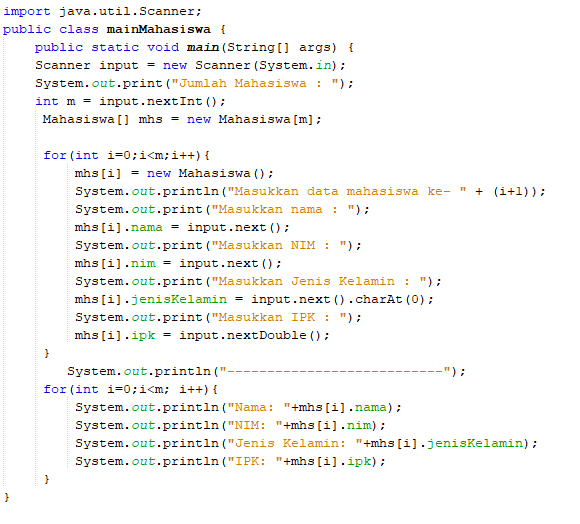 import java.util.Scanner;
public class mainMahasiswa {
    public static void main(String[] args) {
    Scanner input = new Scanner(System.in);
    System.out.print("Jumlah Mahasiswa : ");
    int m = input.nextInt();
     Mahasiswa[] mhs = new Mahasiswa[m];

     for(int i=0;i<m;i++){
         mhs[i] = new Mahasiswa();
         System.out.println("Masukkan data mahasiswa ke- " + (i+1));
         System.out.print("Masukkan nama : ");
         mhs[i].nama = input.next();
         System.out.print("Masukkan NIM : ");
         mhs[i].nim = input.next();
         System.out.print("Masukkan Jenis Kelamin : ");
         mhs[i].jenisKelamin = input.next().charAt(0);
         System.out.print("Masukkan IPK : ");
         mhs[i].ipk = input.nextDouble();
     }
        System.out.println("---------------------------");
     for(int i=0;i<m; i++){
         System.out.println("Nama: "+mhs[i].nama);
         System.out.println("NIM: "+mhs[i].nim);
         System.out.println("Jenis Kelamin: "+mhs[i].jenisKelamin);
         System.out.println("IPK: "+mhs[i].ipk);
     }
}